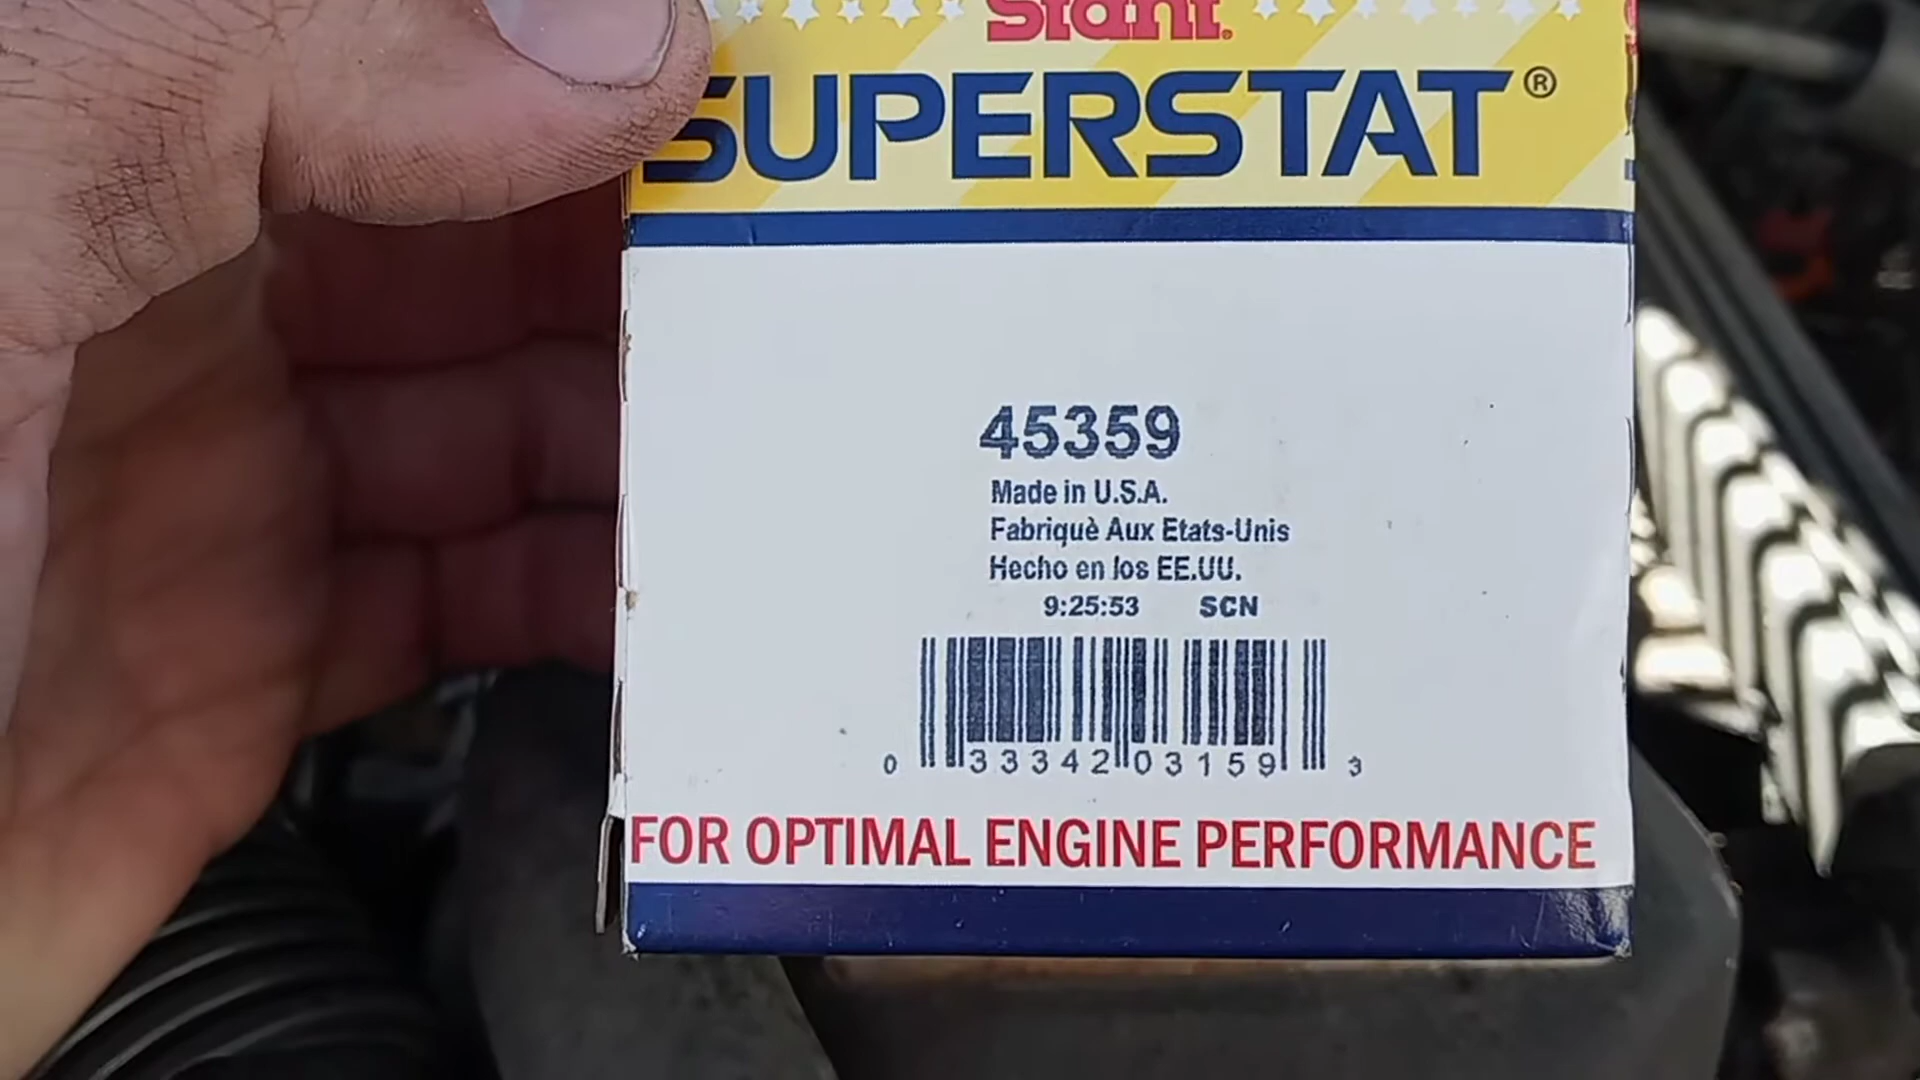 Stant®
SUPERSTAT®
45359
Made in U.S.A.
Fabriquè Aux Etats-Unis
Hecho en los EE.UU.
9:25:53 SCN
0 33342 03159 3
FOR OPTIMAL ENGINE PERFORMANCE